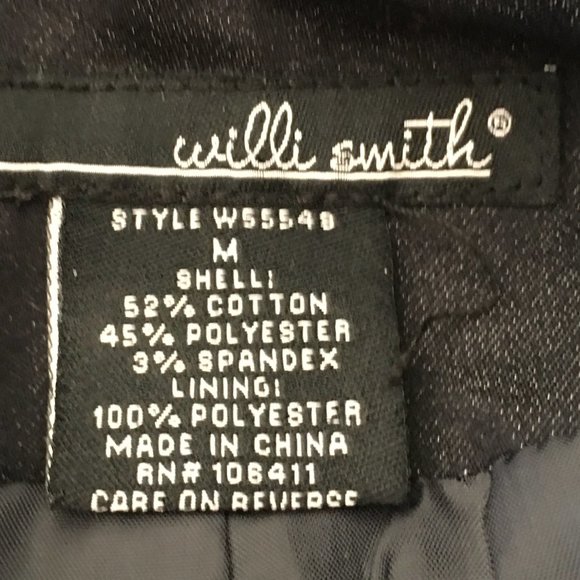 willi smith®
STYLE W55548
M
SHELL:
52% COTTON
45% POLYESTER
3% SPANDEX
LINING:
100% POLYESTER
MADE IN CHINA
RN# 106411
CARE ON REVERSE